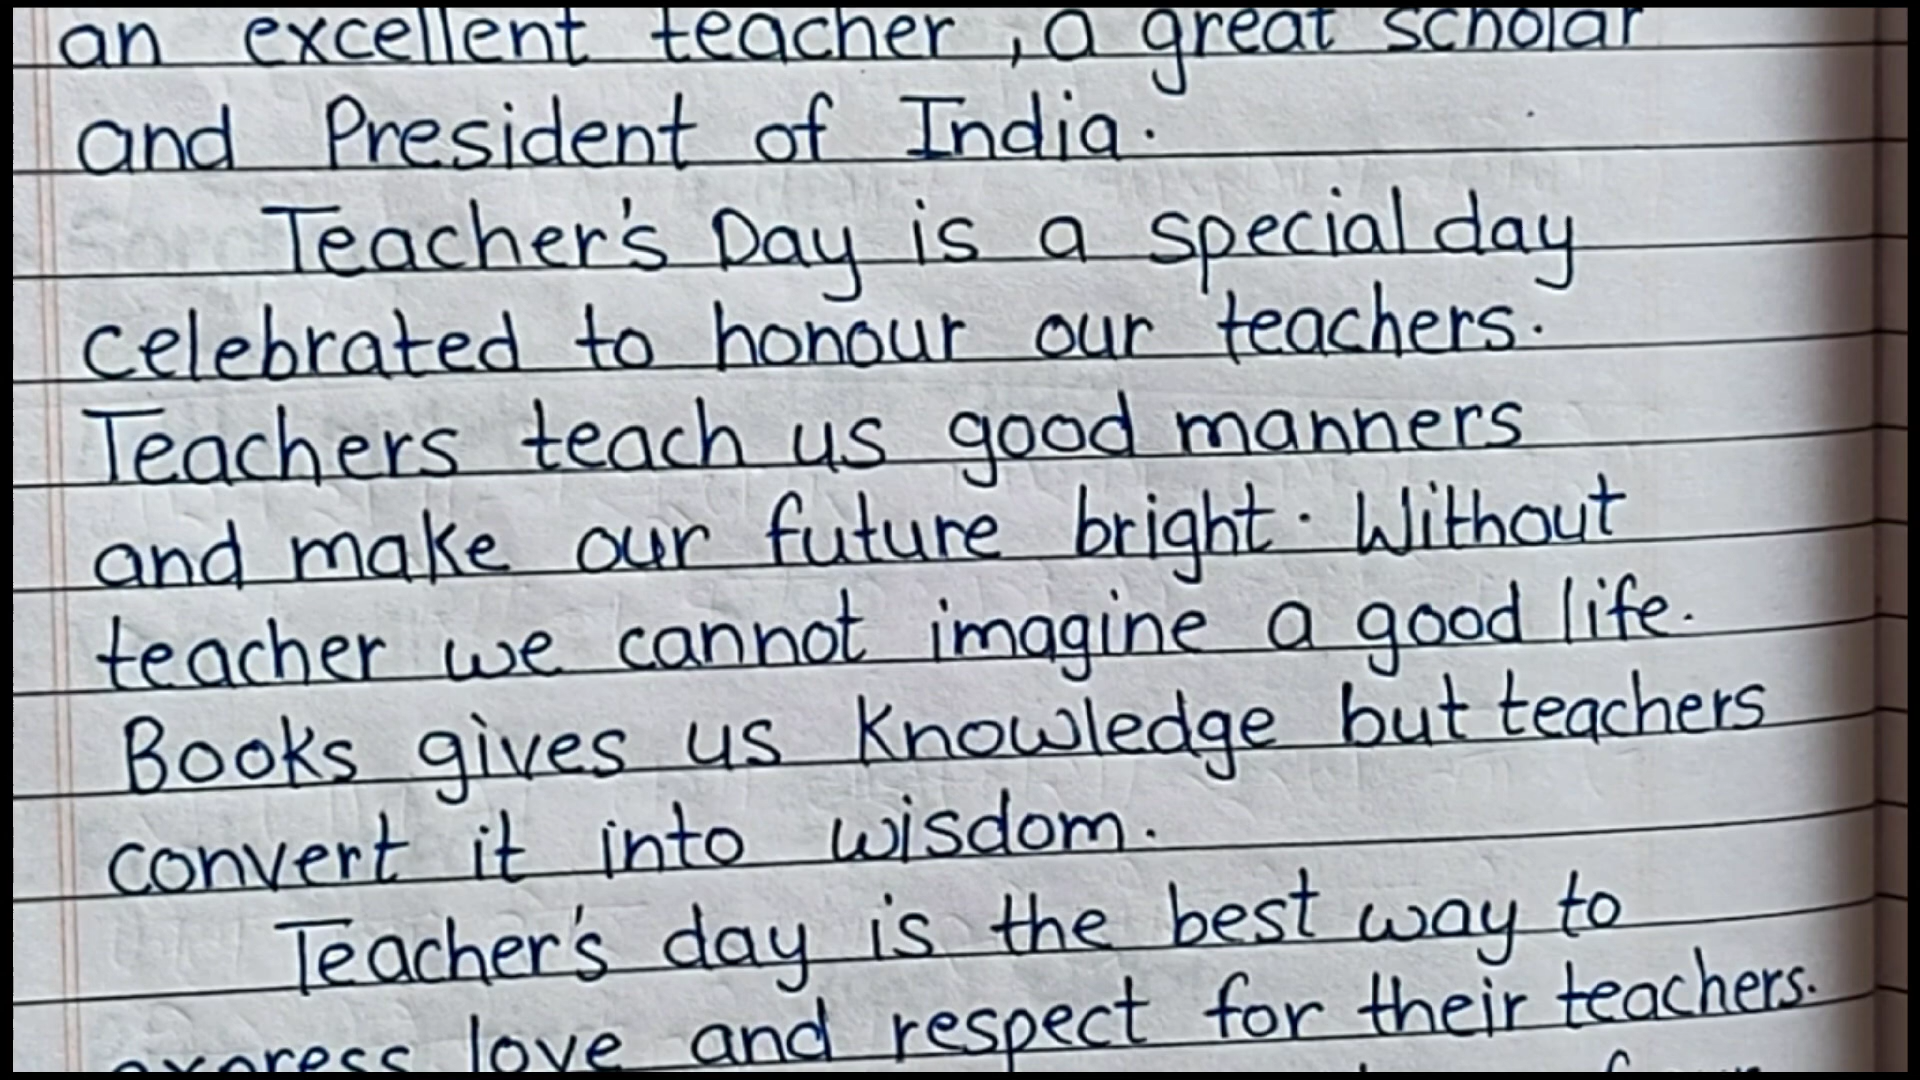 an excellent teacher, a great scholar
and President of India.
Teacher's Day is a special day
celebrated to honour our teachers.
Teachers teach us good manners
and make our future bright. Without
teacher we cannot imagine a good life.
Books gives us knowledge but teachers
convert it into wisdom.
Teacher's day is the best way to
express love and respect for their teachers.